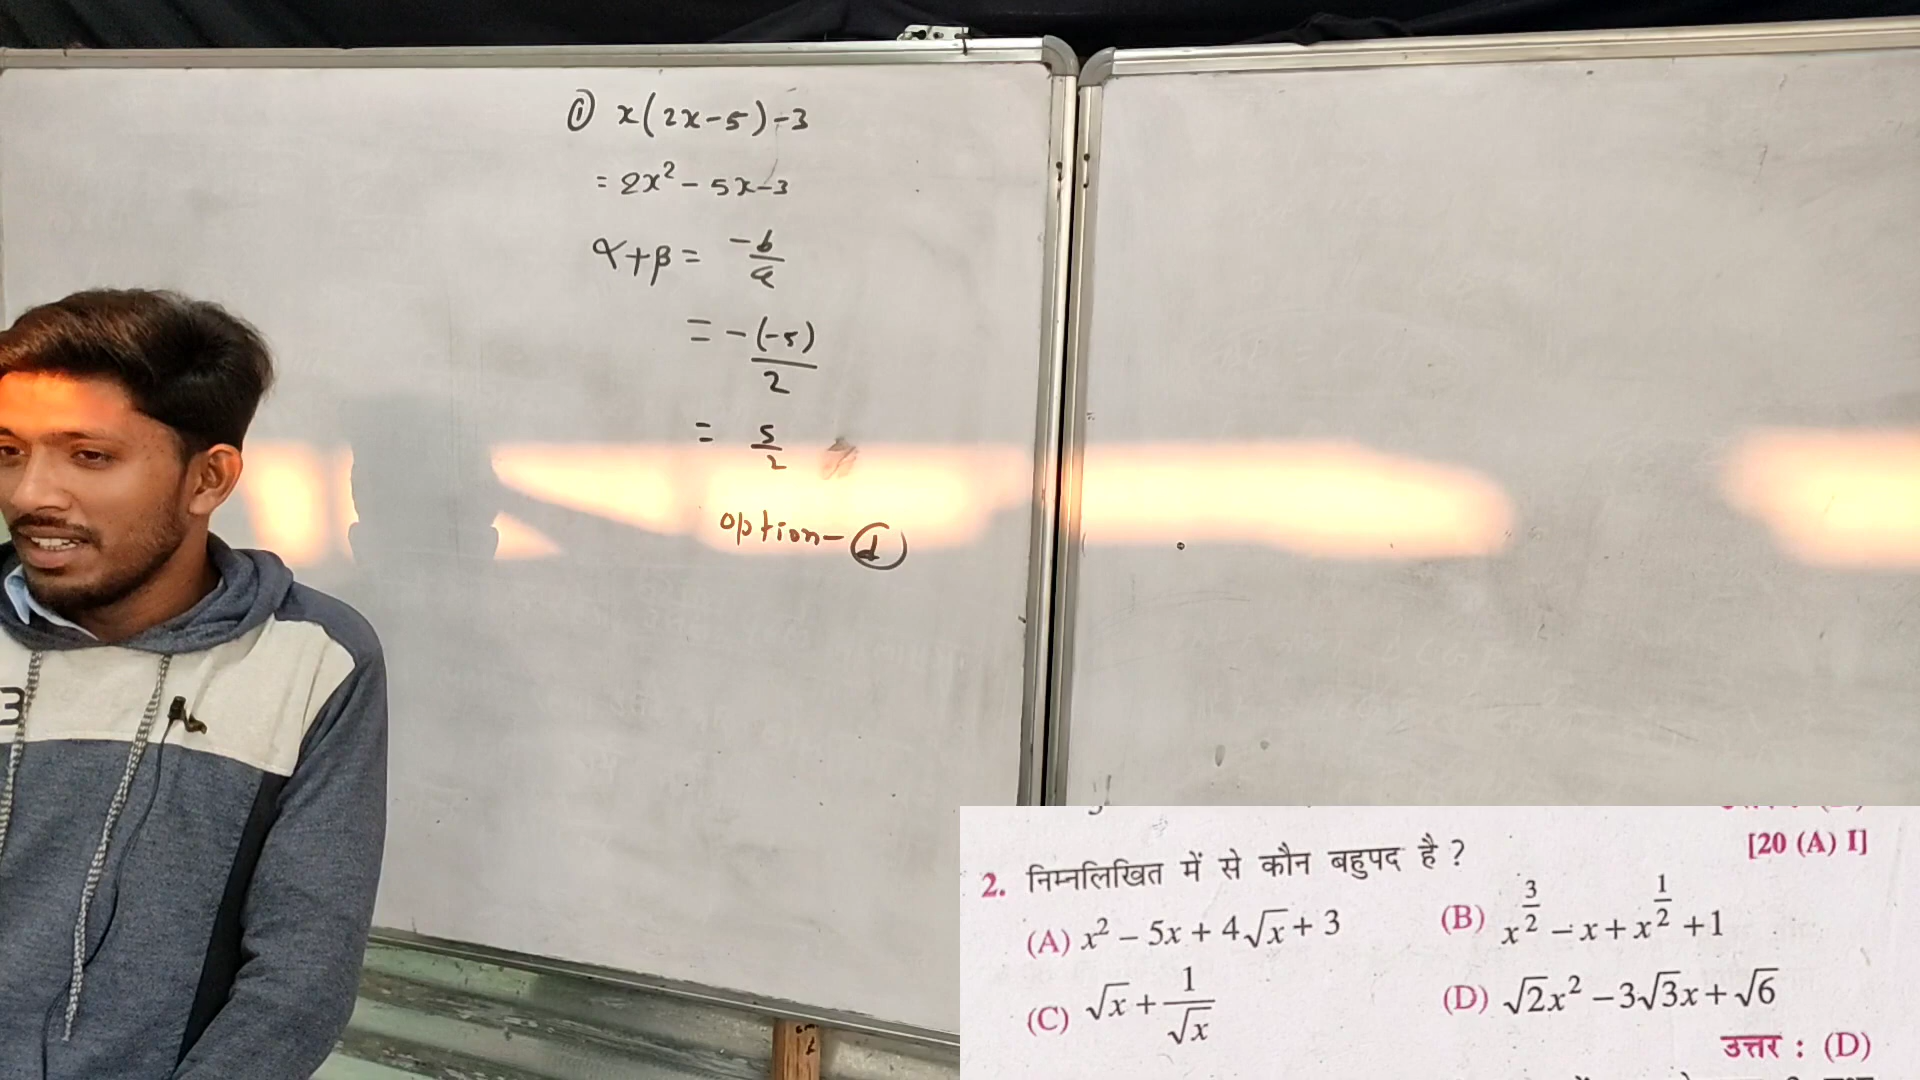 ① x(2x-5)-3
= 2x² - 5x-3
α+β = -b/a
= -(-5)/2
= 5/2
option- ⓓ
3
[20 (A) I]
2. निम्नलिखित में से कौन बहुपद है ?
(A) x² – 5x + 4√x + 3 (B) x^(3/2) – x + x^(1/2) + 1
(C) √x + 1/√x (D) √2x² – 3√3x + √6
उत्तर : (D)